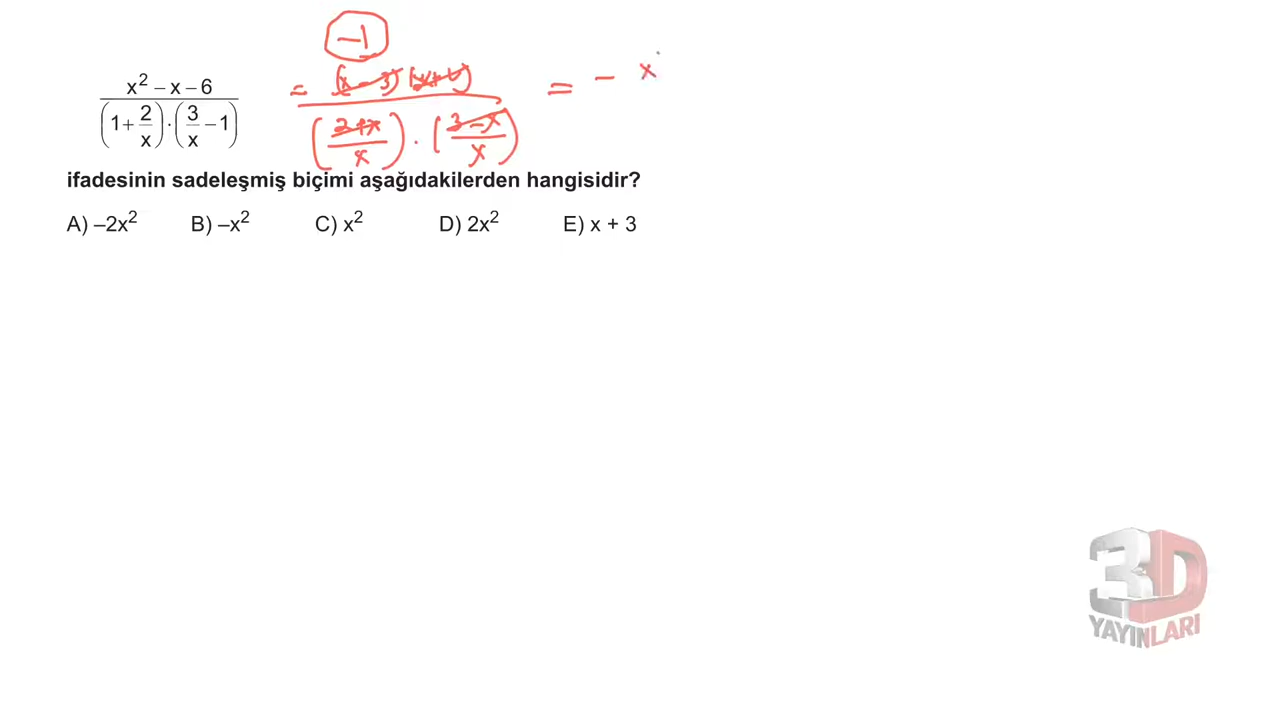 −1
x² – x – 6 / (1 + 2/x) · (3/x – 1) = (x – 3) (x + 2) / ((2 + x)/x) · ((3 – x)/x) = – x
ifadesinin sadeleşmiş biçimi aşağıdakilerden hangisidir?
A) –2x² B) –x² C) x² D) 2x² E) x + 3
3D
YAYINLARI